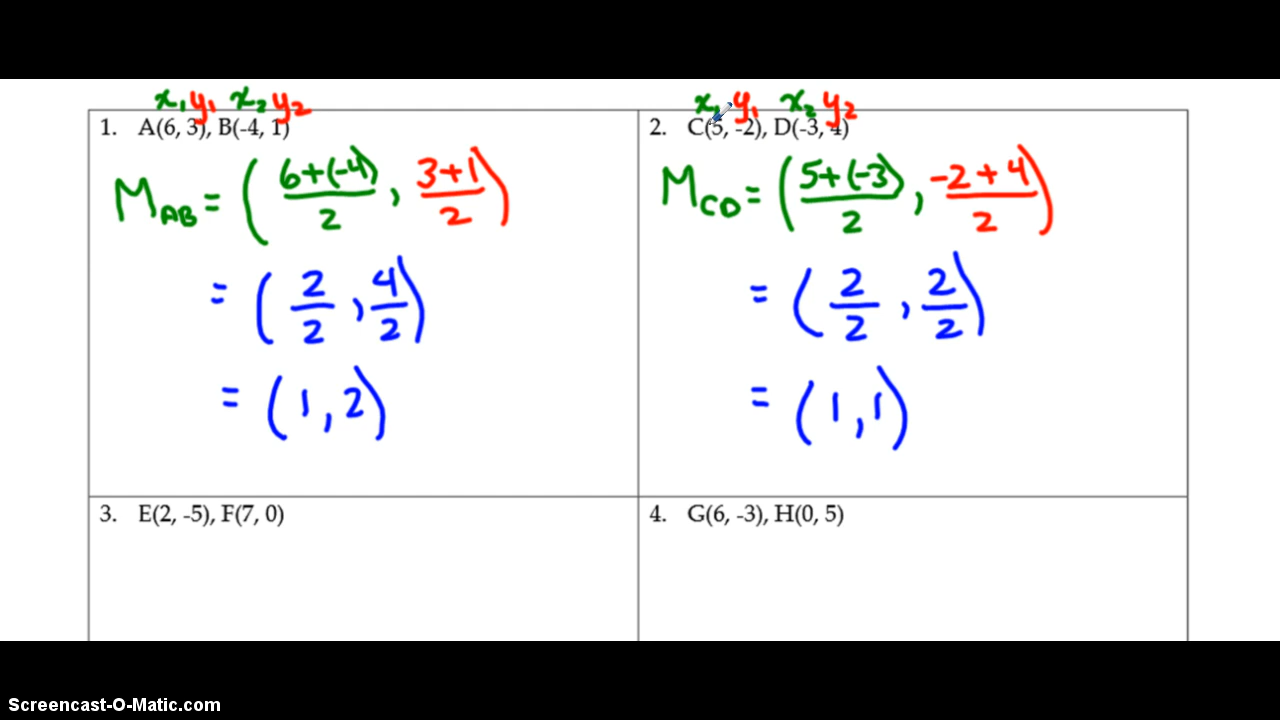 x₁ y₁ x₂ y₂
1. A(6, 3), B(-4, 1)
M_AB = ( (6+(-4))/2 , (3+1)/2 )
= ( 2/2 , 4/2 )
= (1, 2)
x₁ y₁ x₂ y₂
2. C(5, -2), D(-3, 4)
M_CD = ( (5+(-3))/2 , (-2+4)/2 )
= ( 2/2 , 2/2 )
= (1, 1)
3. E(2, -5), F(7, 0)
4. G(6, -3), H(0, 5)
Screencast-O-Matic.com